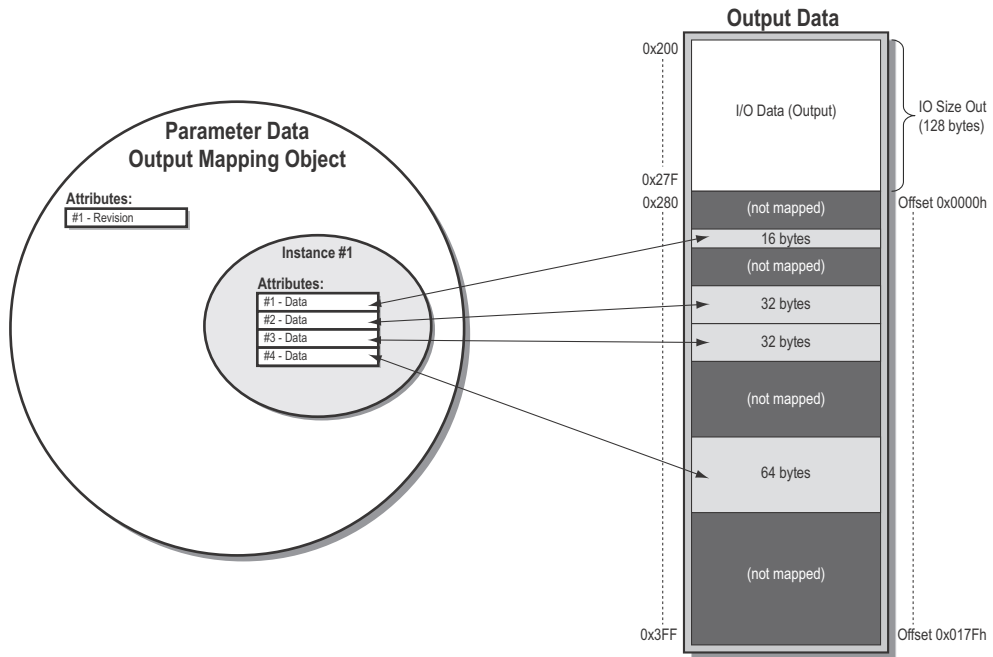 Parameter Data
Output Mapping Object
Attributes:
#1 - Revision
Instance #1
Attributes:
#1 - Data
#2 - Data
#3 - Data
#4 - Data
Output Data
0x200
I/O Data (Output)
IO Size Out
(128 bytes)
0x27F
0x280
(not mapped)
Offset 0x0000h
16 bytes
(not mapped)
32 bytes
32 bytes
(not mapped)
64 bytes
(not mapped)
0x3FF
Offset 0x017Fh